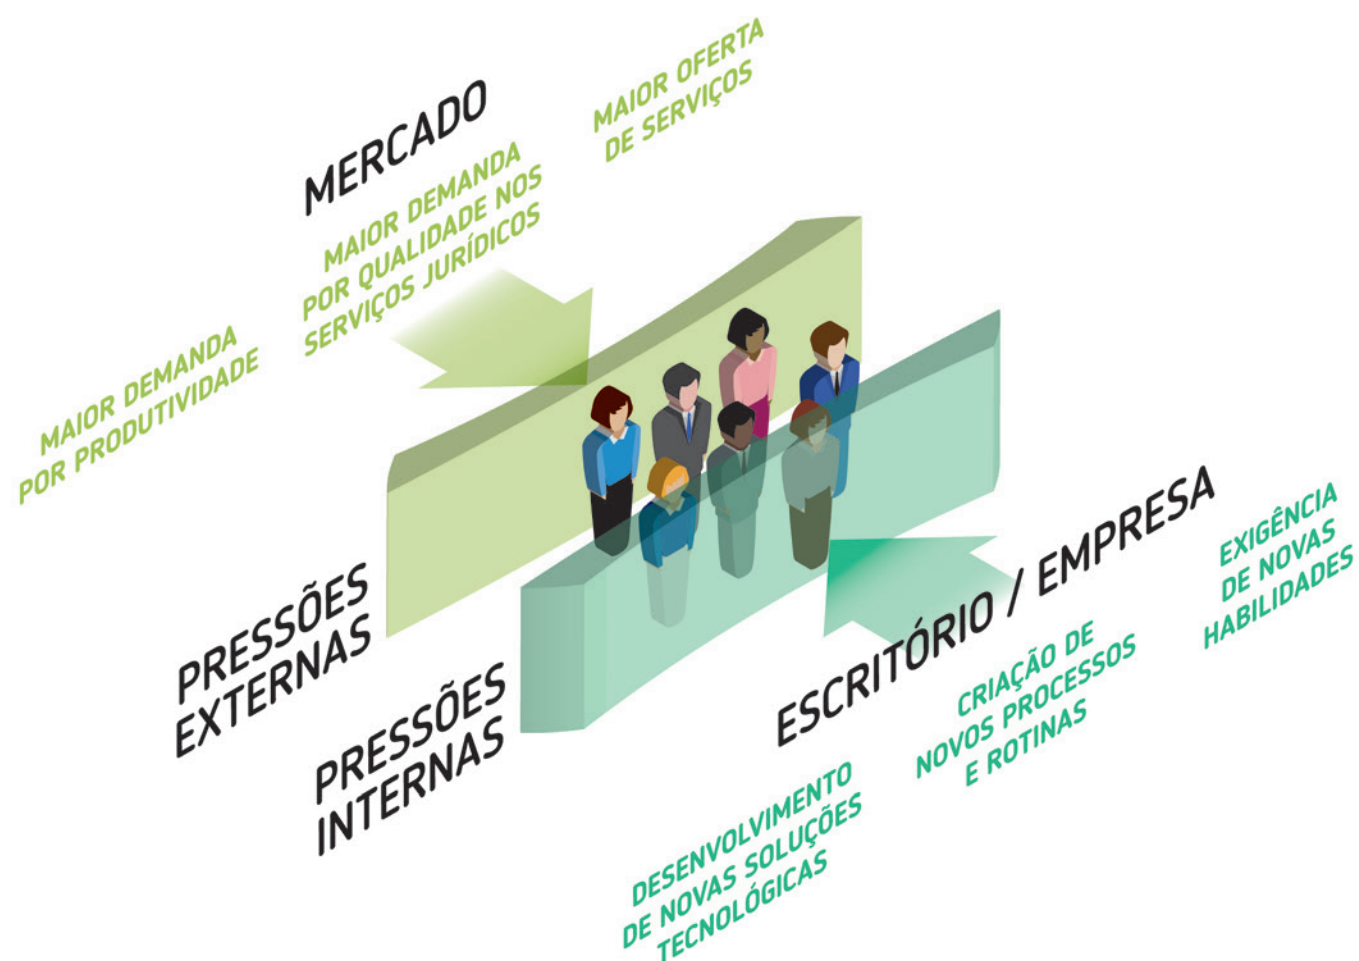 MERCADO
MAIOR OFERTA
DE SERVIÇOS
MAIOR DEMANDA
POR QUALIDADE NOS
SERVIÇOS JURÍDICOS
MAIOR DEMANDA
POR PRODUTIVIDADE
PRESSÕES
EXTERNAS
PRESSÕES
INTERNAS
ESCRITÓRIO / EMPRESA
EXIGÊNCIA
DE NOVAS
HABILIDADES
CRIAÇÃO DE
NOVOS PROCESSOS
E ROTINAS
DESENVOLVIMENTO
DE NOVAS SOLUÇÕES
TECNOLÓGICAS